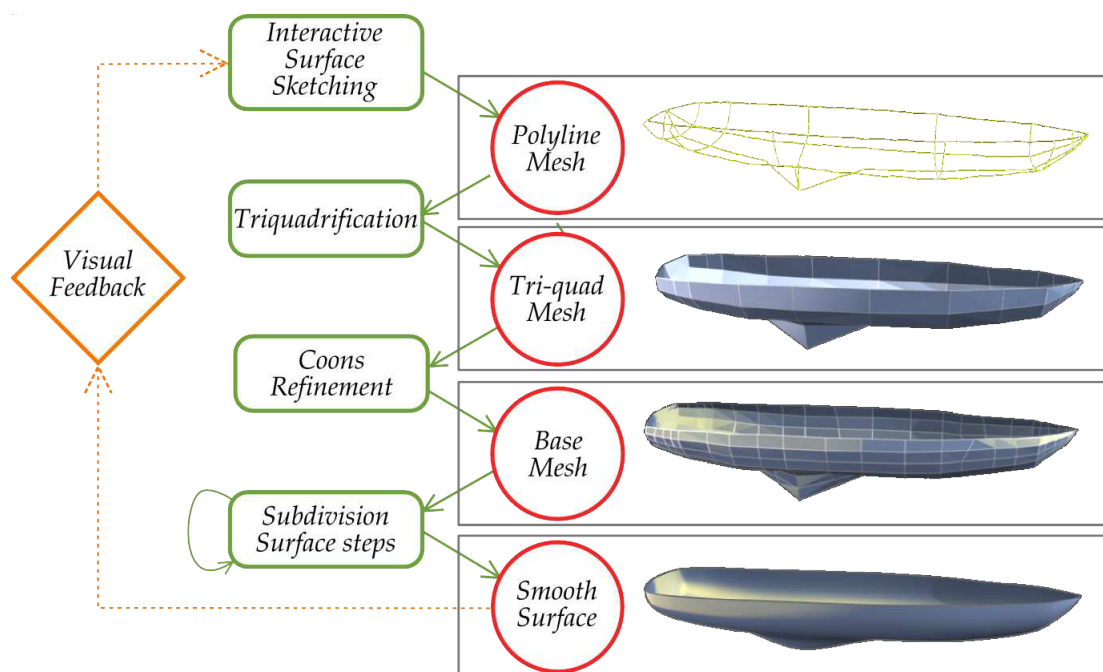 Interactive
Surface
Sketching
Polyline
Mesh
Triquadrification
Visual
Feedback
Tri-quad
Mesh
Coons
Refinement
Base
Mesh
Subdivision
Surface steps
Smooth
Surface